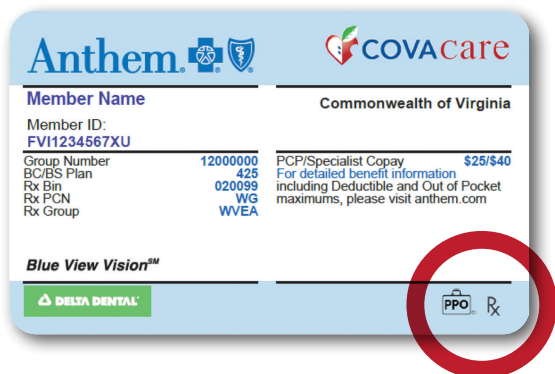 Anthem.
COVAcare
Member Name
Commonwealth of Virginia
Member ID:
FVI1234567XU
Group Number 12000000
BC/BS Plan 425
Rx Bin 020099
Rx PCN WG
Rx Group WVEA
PCP/Specialist Copay $25/$40
For detailed benefit information
including Deductible and Out of Pocket
maximums, please visit anthem.com
Blue View Vision℠
DELTA DENTAL
PPO
Rx